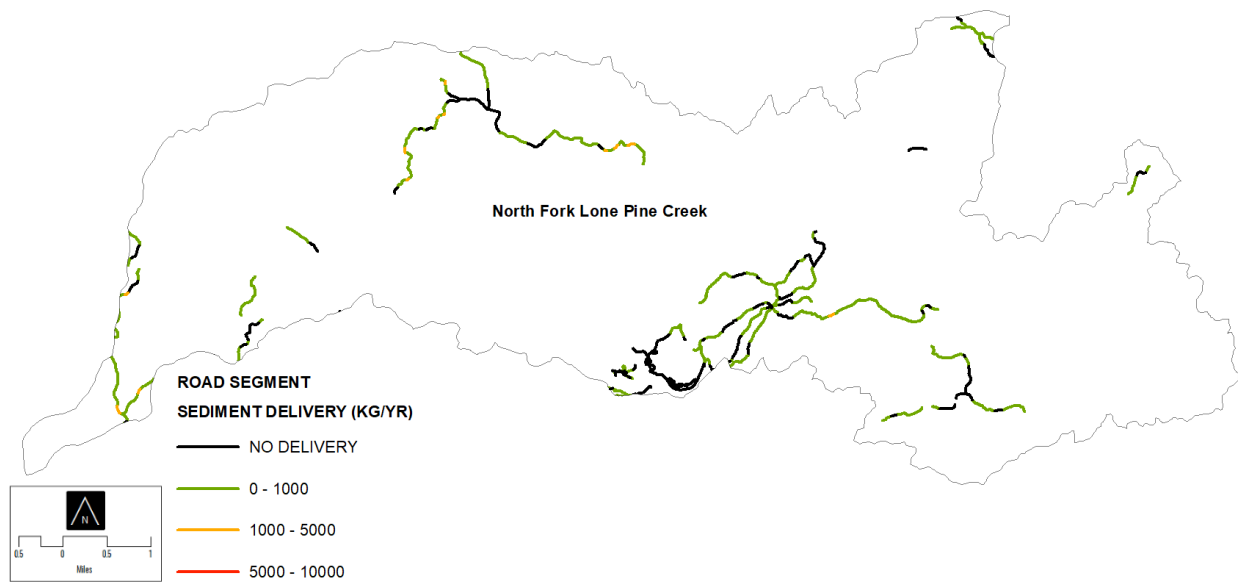 North Fork Lone Pine Creek
ROAD SEGMENT
SEDIMENT DELIVERY (KG/YR)
NO DELIVERY
0 - 1000
1000 - 5000
5000 - 10000
N
0.5 0 0.5 1
Miles